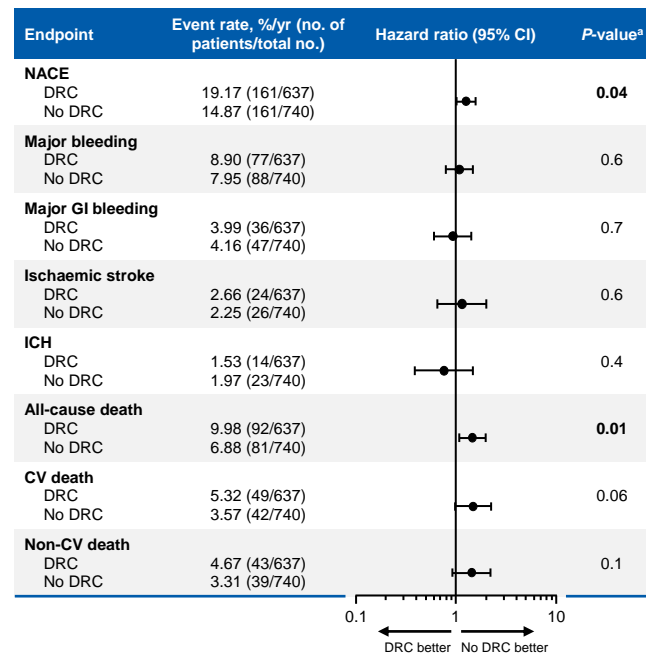 Endpoint
Event rate, %/yr (no. of
patients/total no.)
Hazard ratio (95% CI)
P-valueᵃ
NACE
DRC 19.17 (161/637)
No DRC 14.87 (161/740)
0.04
Major bleeding
DRC 8.90 (77/637)
No DRC 7.95 (88/740)
0.6
Major GI bleeding
DRC 3.99 (36/637)
No DRC 4.16 (47/740)
0.7
Ischaemic stroke
DRC 2.66 (24/637)
No DRC 2.25 (26/740)
0.6
ICH
DRC 1.53 (14/637)
No DRC 1.97 (23/740)
0.4
All-cause death
DRC 9.98 (92/637)
No DRC 6.88 (81/740)
0.01
CV death
DRC 5.32 (49/637)
No DRC 3.57 (42/740)
0.06
Non-CV death
DRC 4.67 (43/637)
No DRC 3.31 (39/740)
0.1
0.1 1 10
DRC better No DRC better